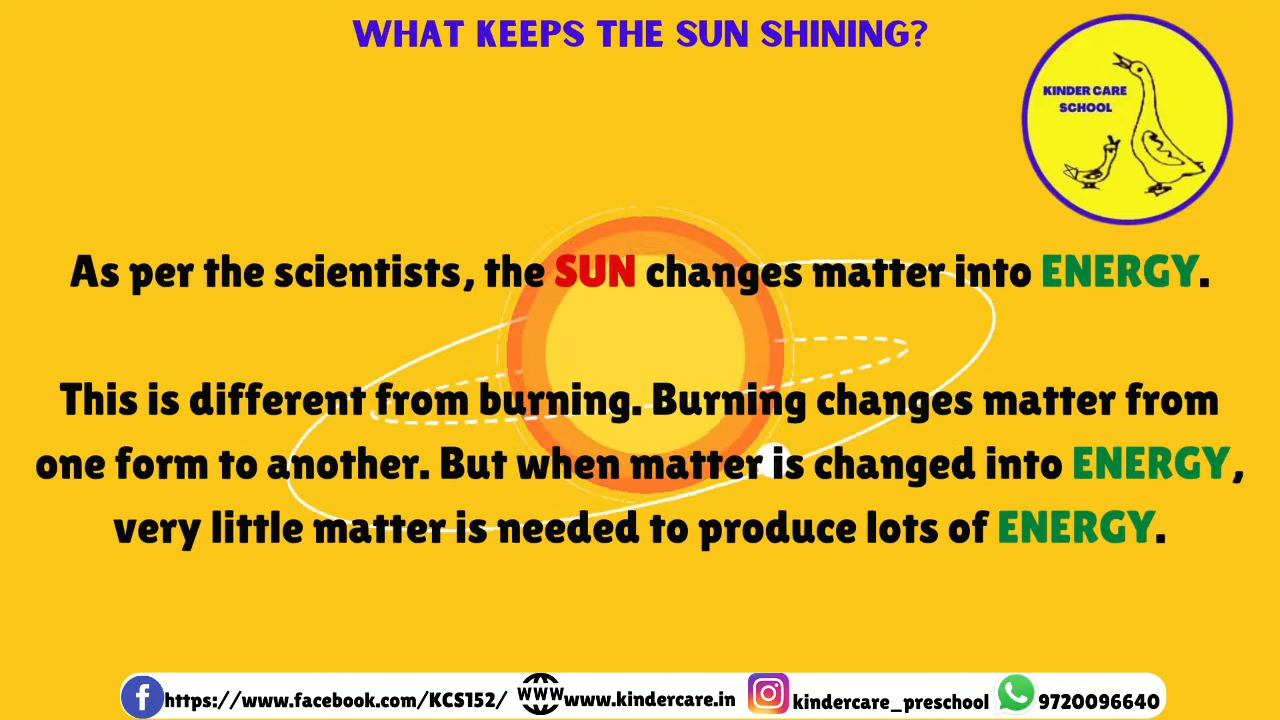 WHAT KEEPS THE SUN SHINING?
KINDER CARE
SCHOOL
As per the scientists, the SUN changes matter into ENERGY.
This is different from burning. Burning changes matter from
one form to another. But when matter is changed into ENERGY,
very little matter is needed to produce lots of ENERGY.
https://www.facebook.com/KCS152/ WWW www.kindercare.in kindercare_preschool 9720096640